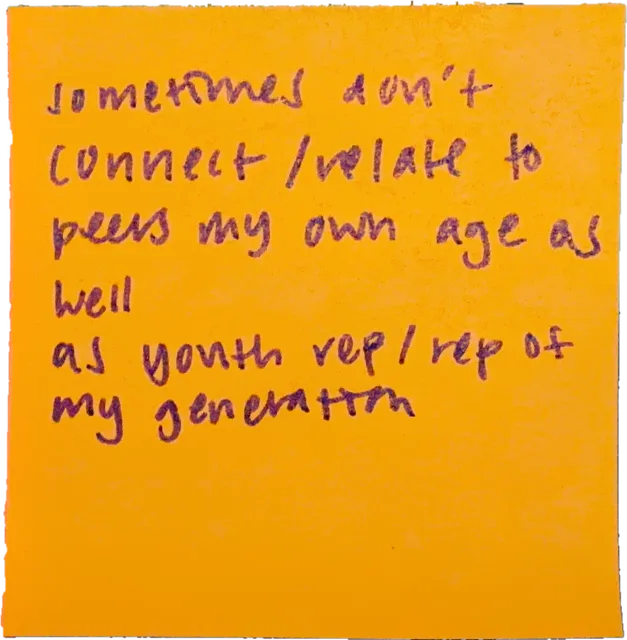 sometimes don't
connect/relate to
peers my own age as
well
as youth rep/rep of
my generation